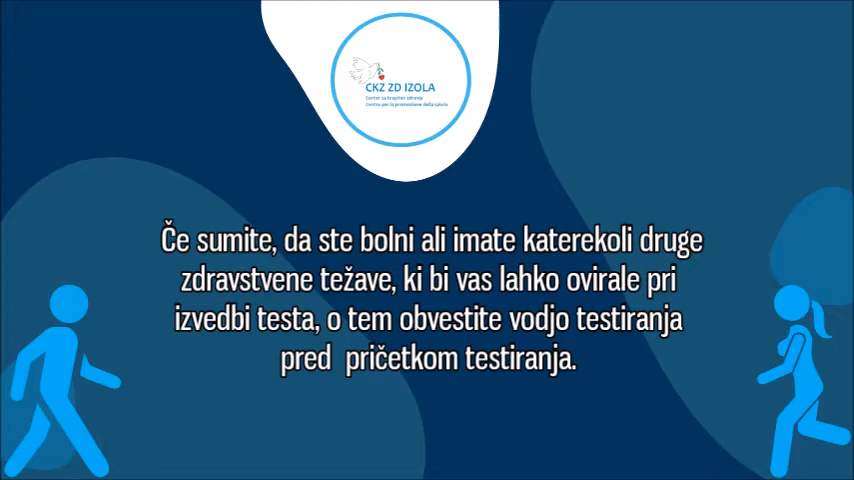 CKZ ZD IZOLA
Center za krepitev zdravja
Centro per la promozione della salute
Če sumite, da ste bolni ali imate katerekoli druge
zdravstvene težave, ki bi vas lahko ovirale pri
izvedbi testa, o tem obvestite vodjo testiranja
pred pričetkom testiranja.